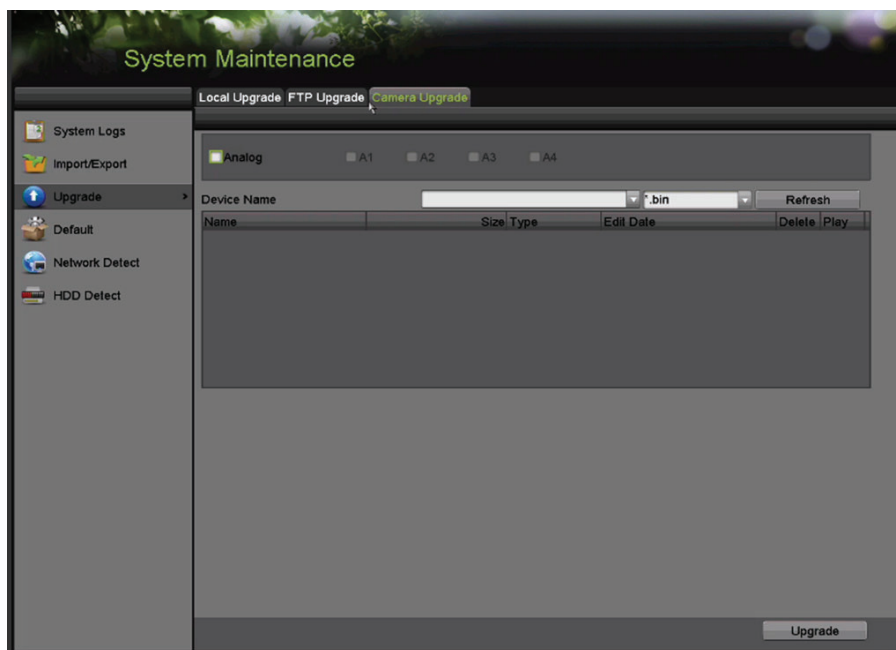 System Maintenance
Local Upgrade FTP Upgrade Camera Upgrade
System Logs
Import/Export
Upgrade >
Default
Network Detect
HDD Detect
Analog A1 A2 A3 A4
Device Name *.bin Refresh
Name Size Type Edit Date Delete Play
Upgrade